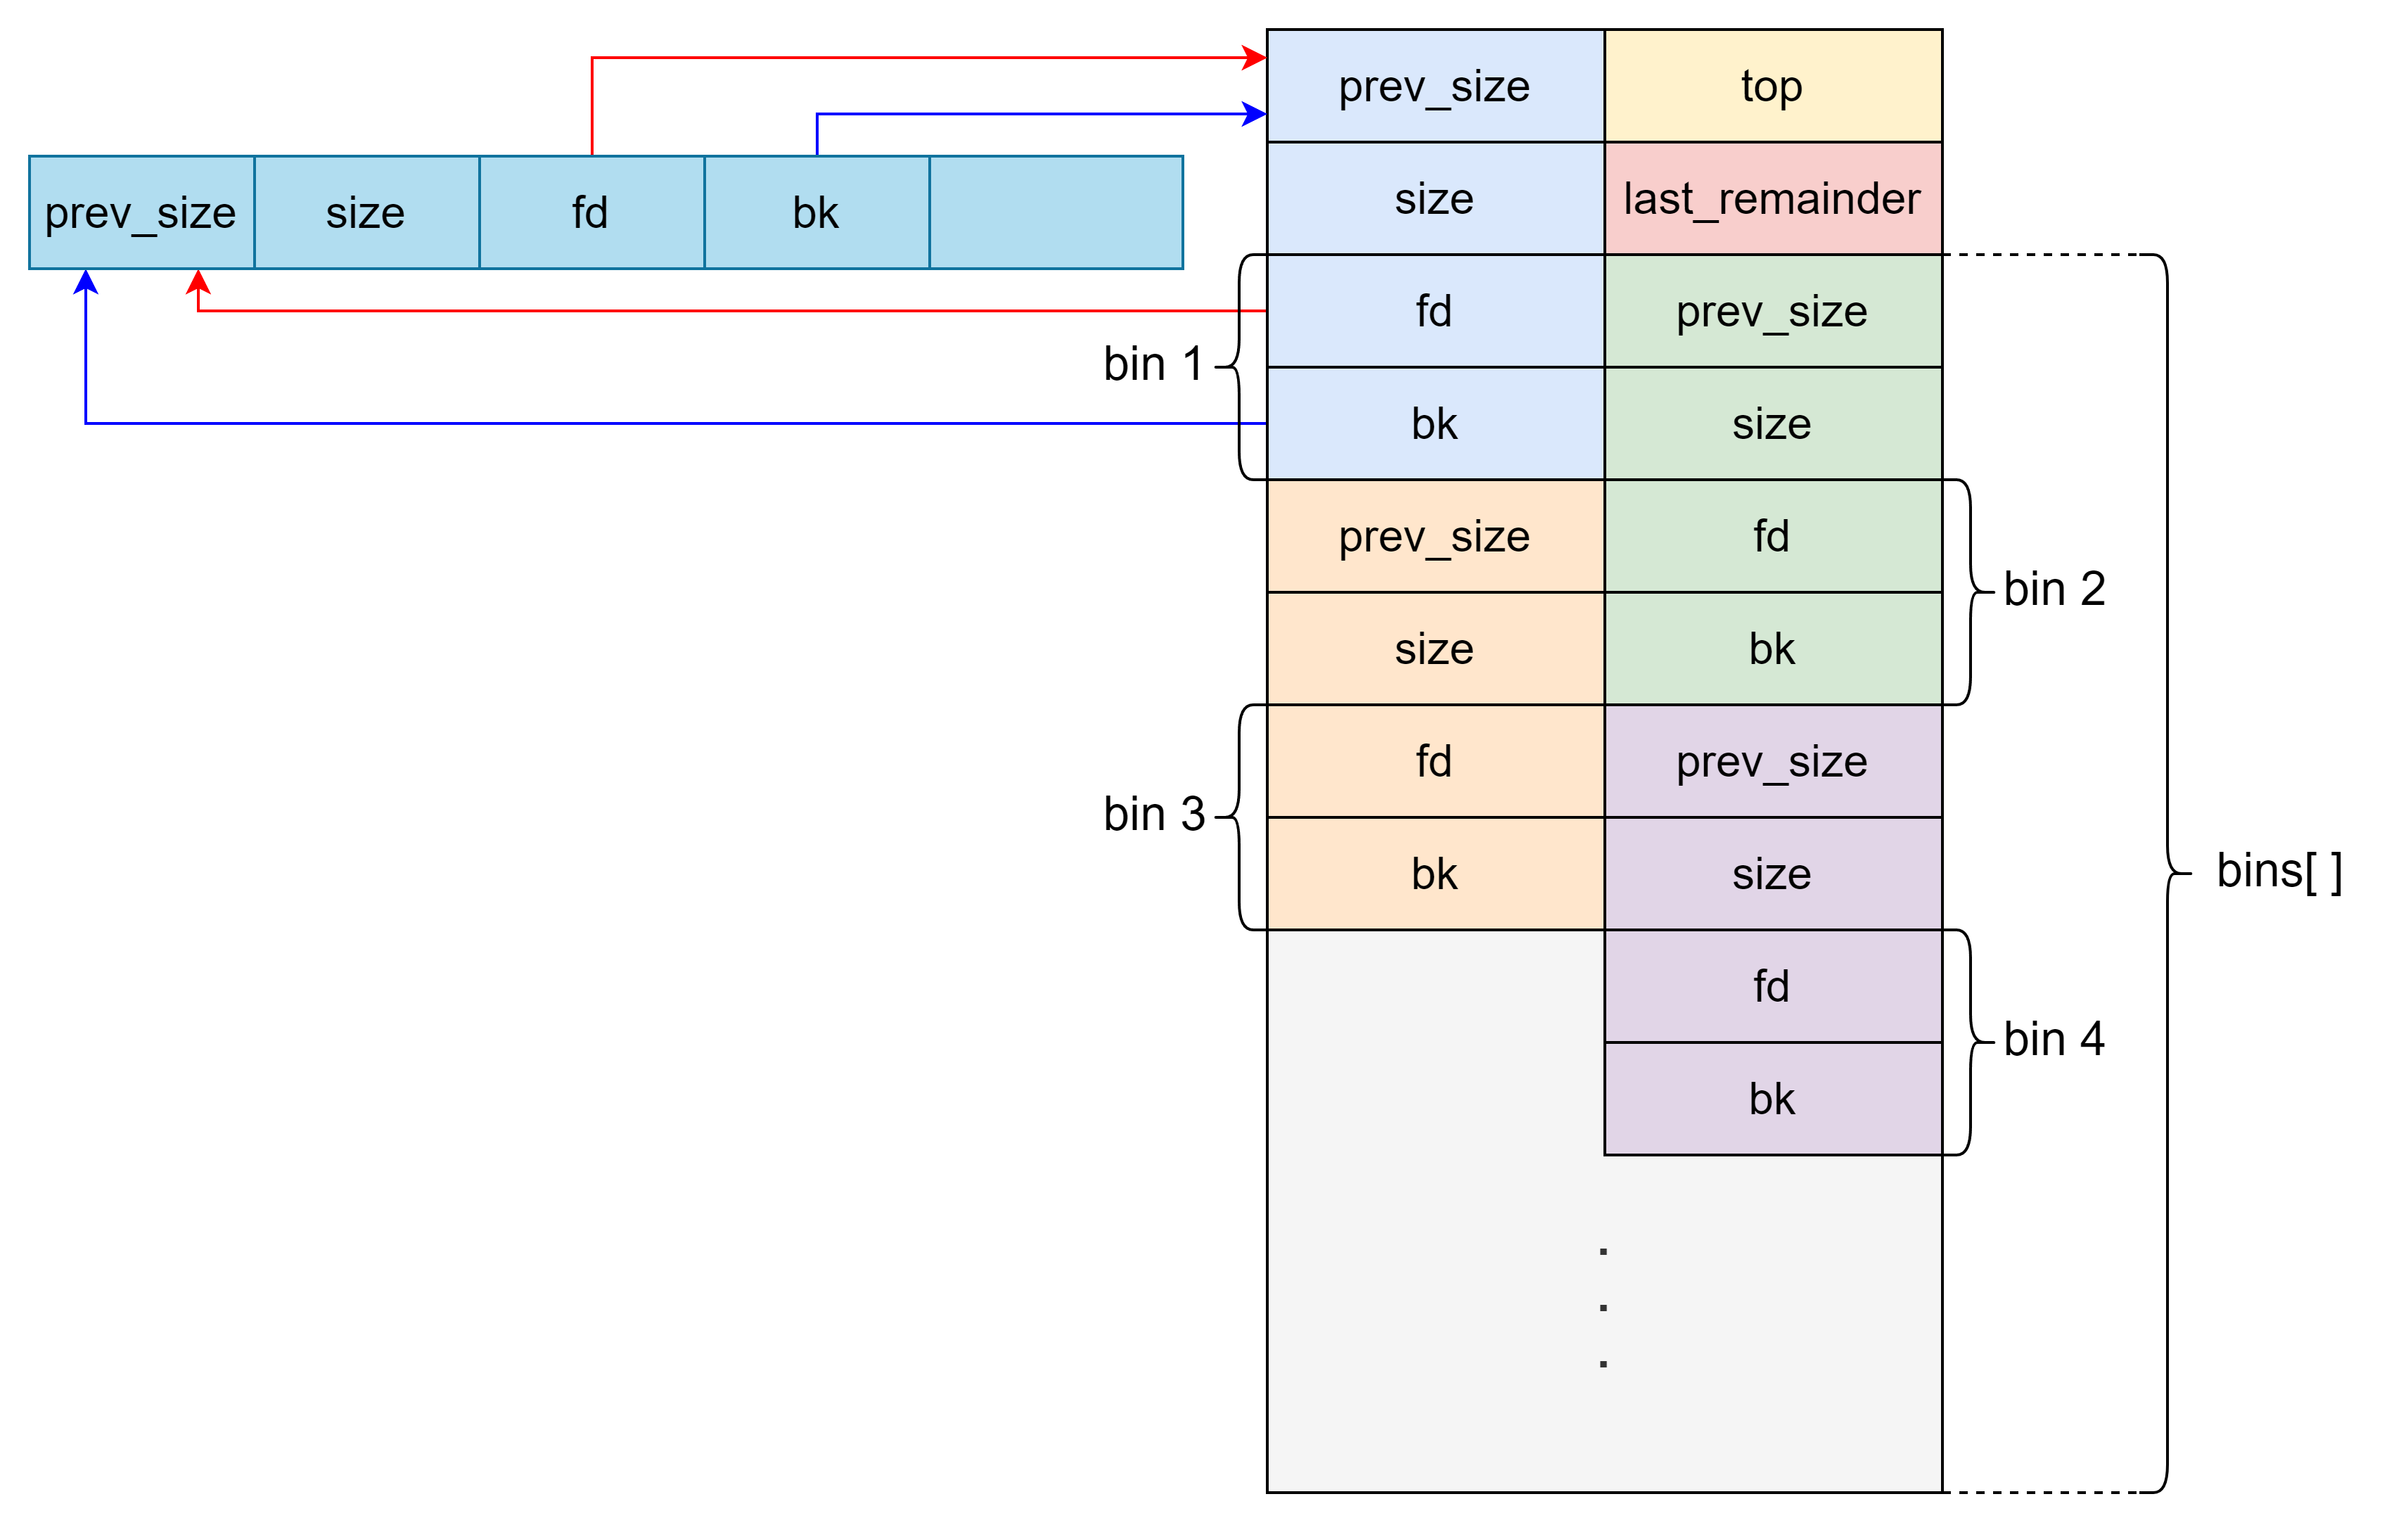 prev_size top
prev_size size fd bk
size last_remainder
fd prev_size
bin 1
bk size
prev_size fd
bin 2
size bk
fd prev_size
bin 3
bk size
bins[ ]
fd
bin 4
bk
.
.
.